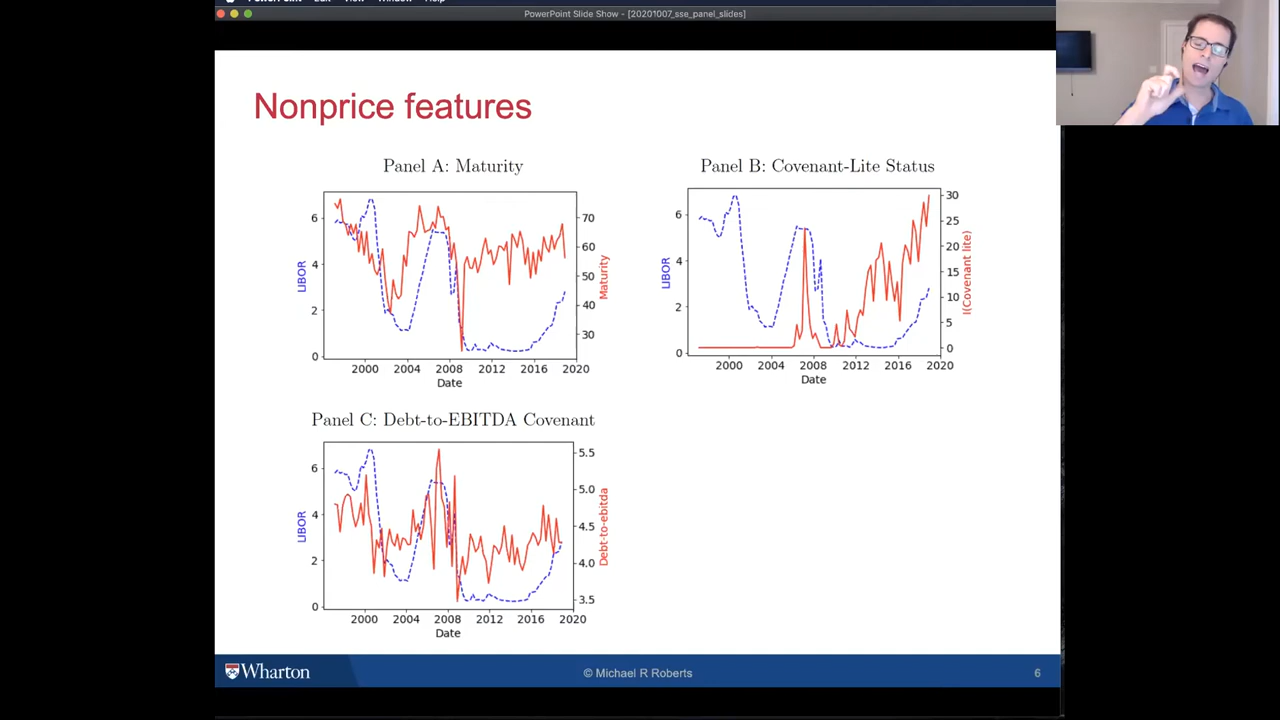 PowerPoint Slide Show - [20201007_sse_panel_slides]
Nonprice features
Panel A: Maturity
LIBOR
6
4
2
0
70
60
50
40
30
Maturity
2000 2004 2008 2012 2016 2020
Date
Panel B: Covenant-Lite Status
LIBOR
6
4
2
0
30
25
20
15
10
5
0
I(Covenant lite)
2000 2004 2008 2012 2016 2020
Date
Panel C: Debt-to-EBITDA Covenant
LIBOR
6
4
2
0
5.5
5.0
4.5
4.0
3.5
Debt-to-ebitda
2000 2004 2008 2012 2016 2020
Date
Wharton
© Michael R Roberts
6